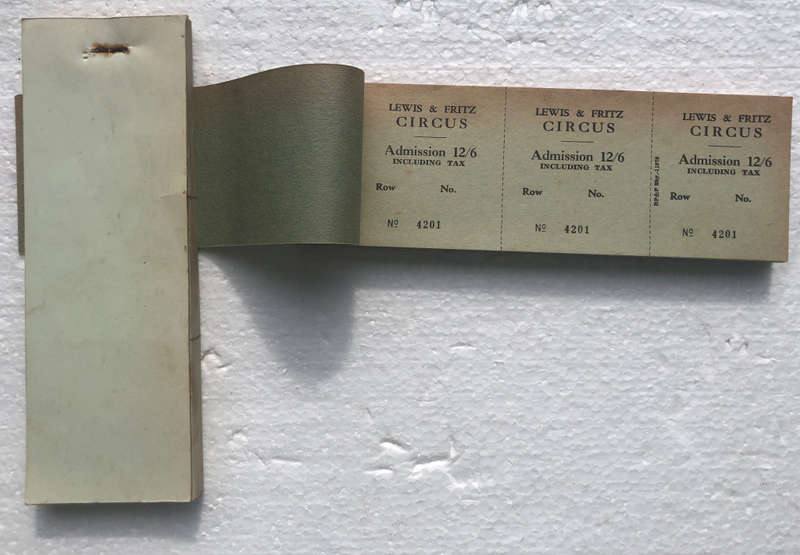 LEWIS & FRITZ
CIRCUS
Admission 12/6
INCLUDING TAX
Row No.
Nº 4201
LEWIS & FRITZ
CIRCUS
Admission 12/6
INCLUDING TAX
Row No.
Nº 4201
LEWIS & FRITZ
CIRCUS
Admission 12/6
INCLUDING TAX
Row No.
Nº 4201